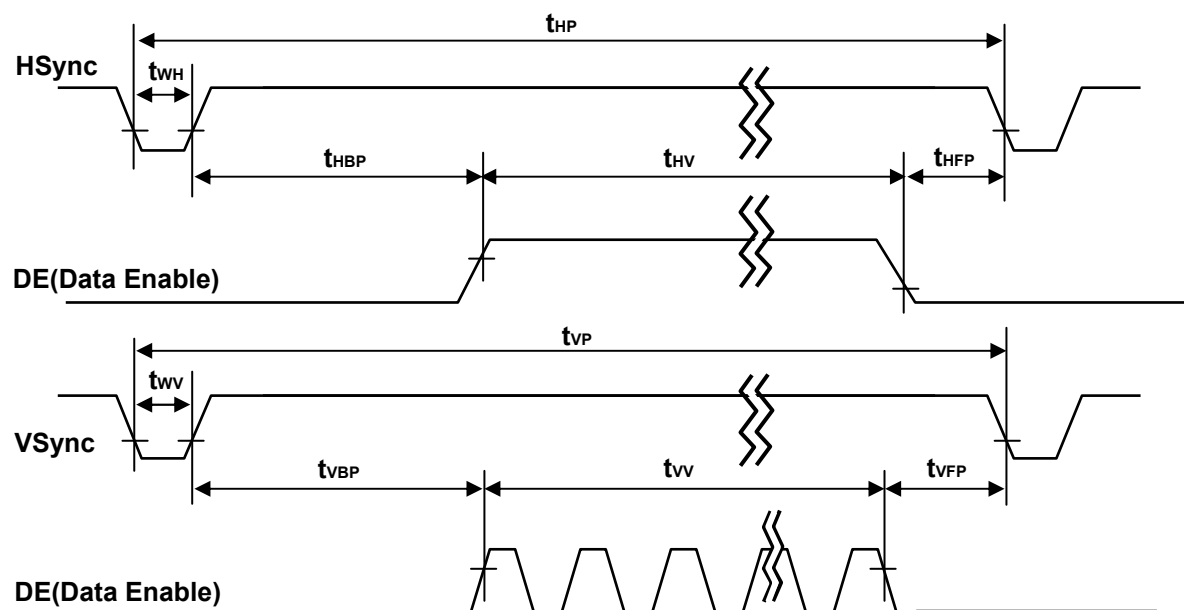 tHP
HSync
tWH
tHBP
tHV
tHFP
DE(Data Enable)
tVP
tWV
VSync
tVBP
tVV
tVFP
DE(Data Enable)